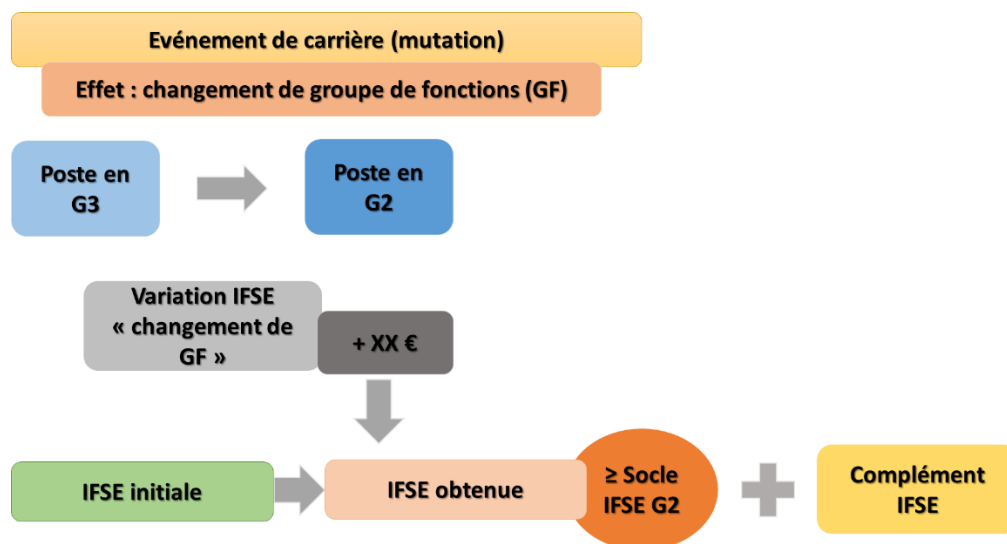 Evénement de carrière (mutation)
Effet : changement de groupe de fonctions (GF)
Poste en
G3
Poste en
G2
Variation IFSE
« changement de
GF »
+ XX €
IFSE initiale
IFSE obtenue
≥ Socle
IFSE G2
Complément
IFSE